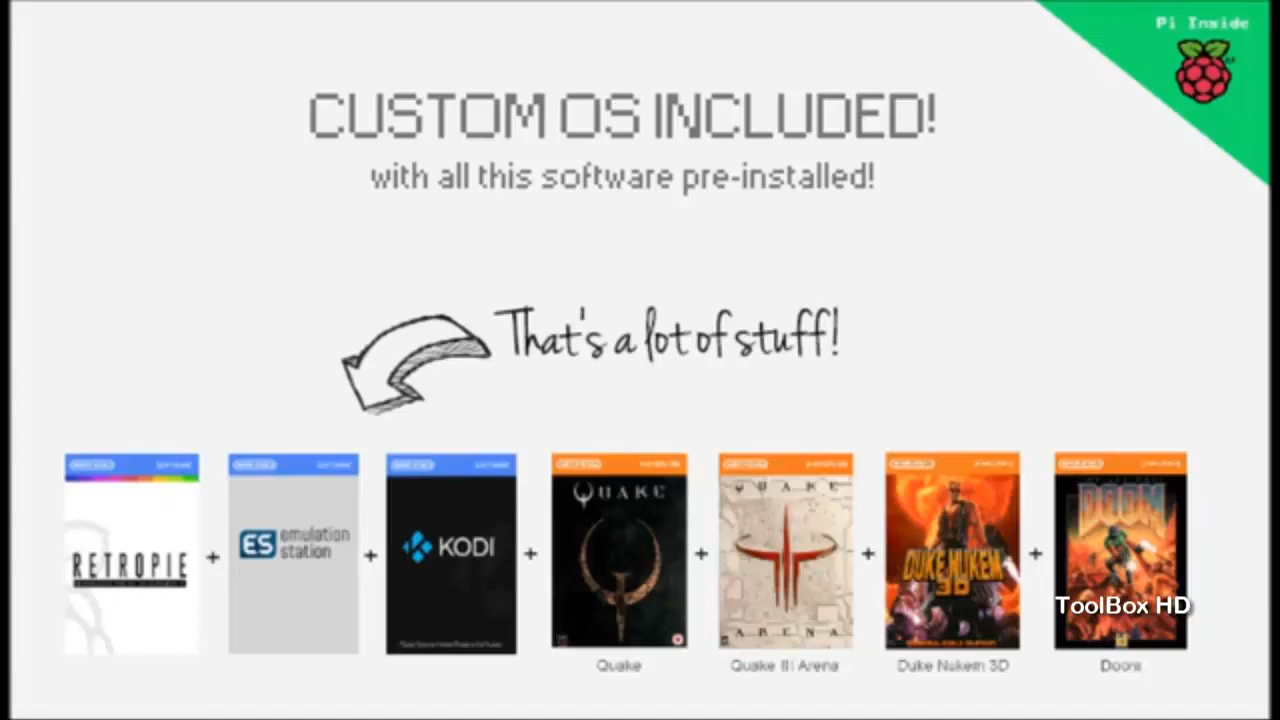 Pi Inside
CUSTOM OS INCLUDED!
with all this software pre-installed!
That's a lot of stuff!
RETROPIE
+
ES emulation
station
+
KODI
+
QUAKE
+
QUAKE
ARENA
+
DUKE NUKEM
3D
+
DOOM
ToolBox HD
Quake
Quake III: Arena
Duke Nukem 3D
Doom